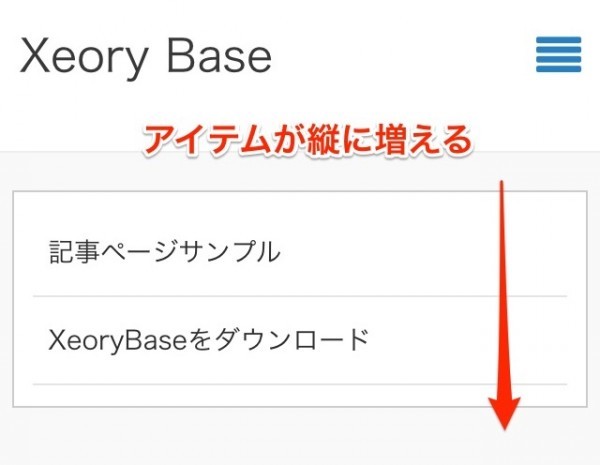 Xeory Base
アイテムが縦に増える
記事ページサンプル
XeoryBaseをダウンロード